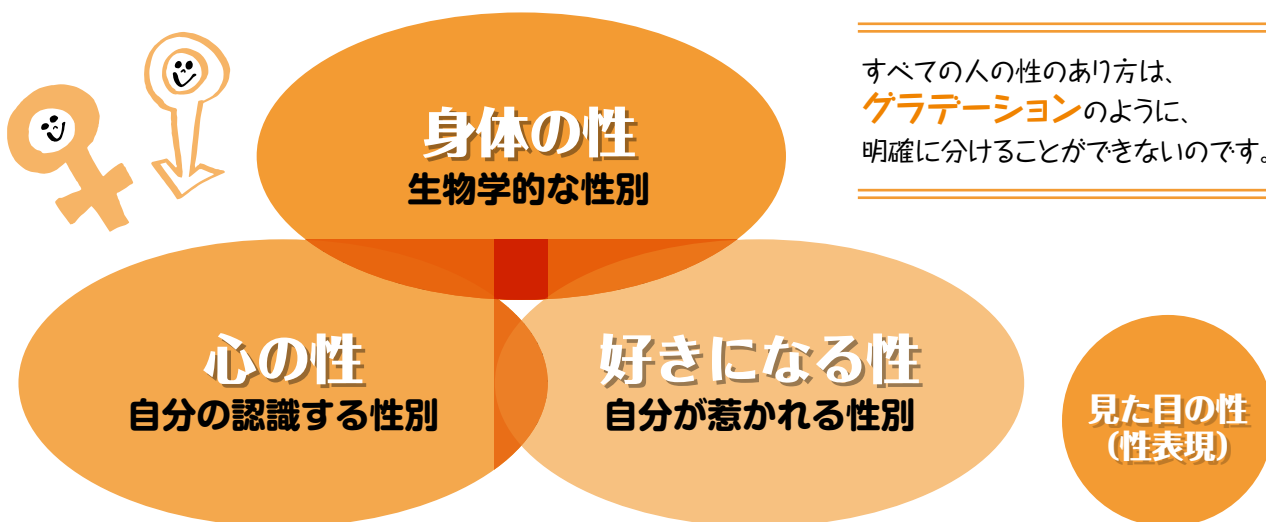 身体の性
生物学的な性別
すべての人の性のあり方は、
グラデーションのように、
明確に分けることができないのです。
心の性
自分の認識する性別
好きになる性
自分が惹かれる性別
見た目の性
(性表現)